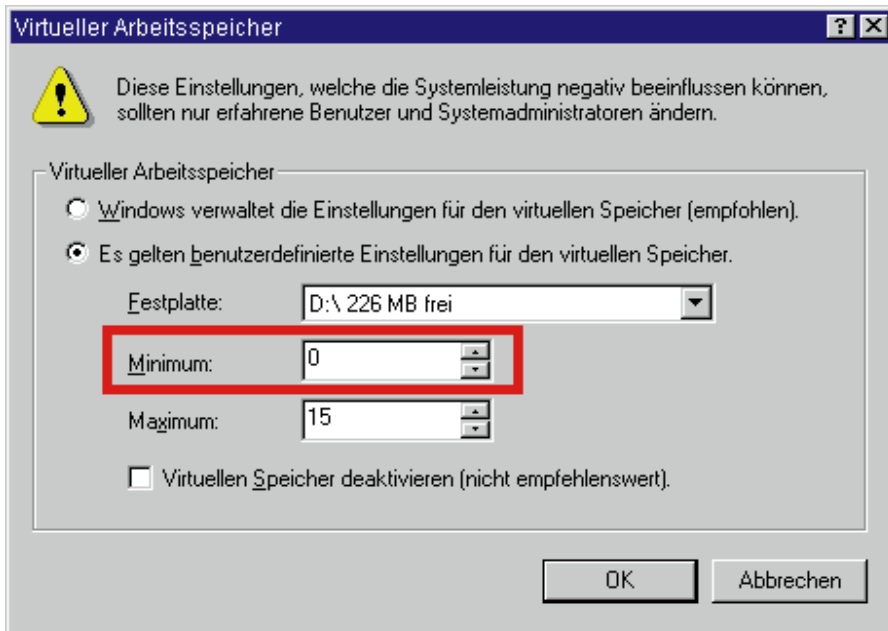 Virtueller Arbeitsspeicher
Diese Einstellungen, welche die Systemleistung negativ beeinflussen können,
sollten nur erfahrene Benutzer und Systemadministratoren ändern.
Virtueller Arbeitsspeicher
Windows verwaltet die Einstellungen für den virtuellen Speicher (empfohlen).
Es gelten benutzerdefinierte Einstellungen für den virtuellen Speicher.
Festplatte: D:\ 226 MB frei
Minimum: 0
Maximum: 15
Virtuellen Speicher deaktivieren (nicht empfehlenswert).
OK Abbrechen